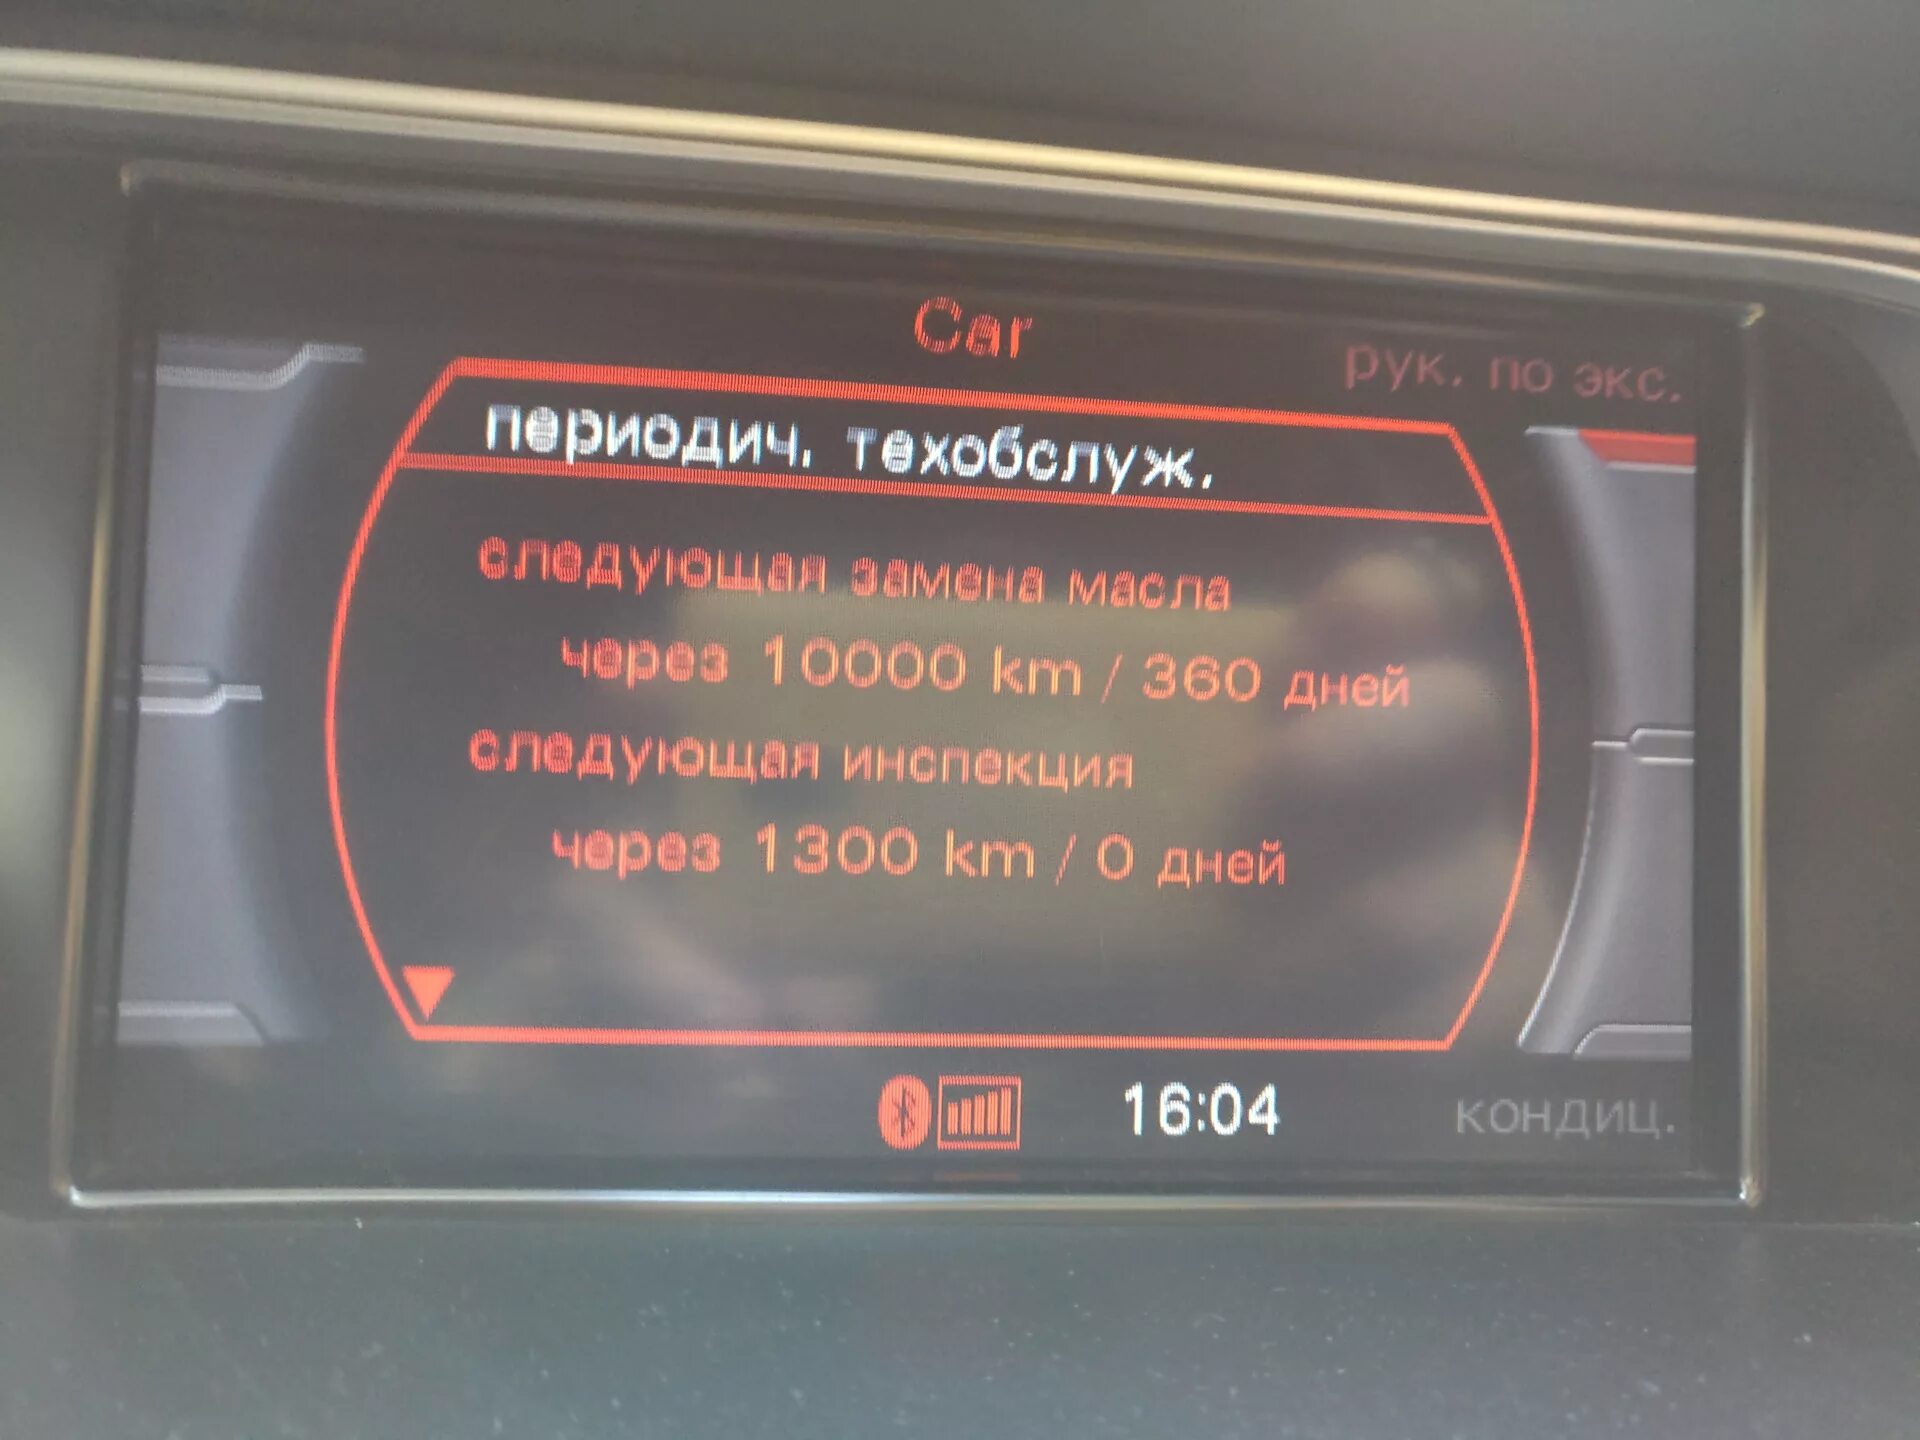 Car
рук. по экс.
периодич. техобслуж.
следующая замена масла
через 10000 km / 360 дней
следующая инспекция
через 1300 km / 0 дней
16:04
кондиц.